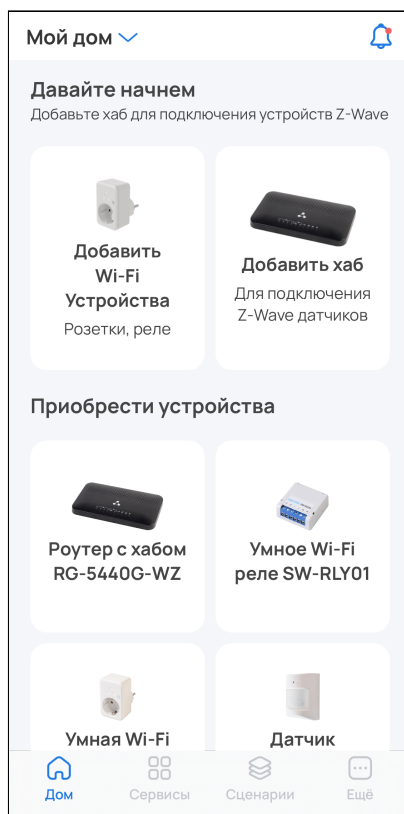 Мой дом
Давайте начнем
Добавьте хаб для подключения устройств Z-Wave
Добавить
Wi-Fi
Устройства
Розетки, реле
Добавить хаб
Для подключения
Z-Wave датчиков
Приобрести устройства
Роутер с хабом
RG-5440G-WZ
Умное Wi-Fi
реле SW-RLY01
Умная Wi-Fi
Датчик
Дом
Сервисы
Сценарии
Ещё